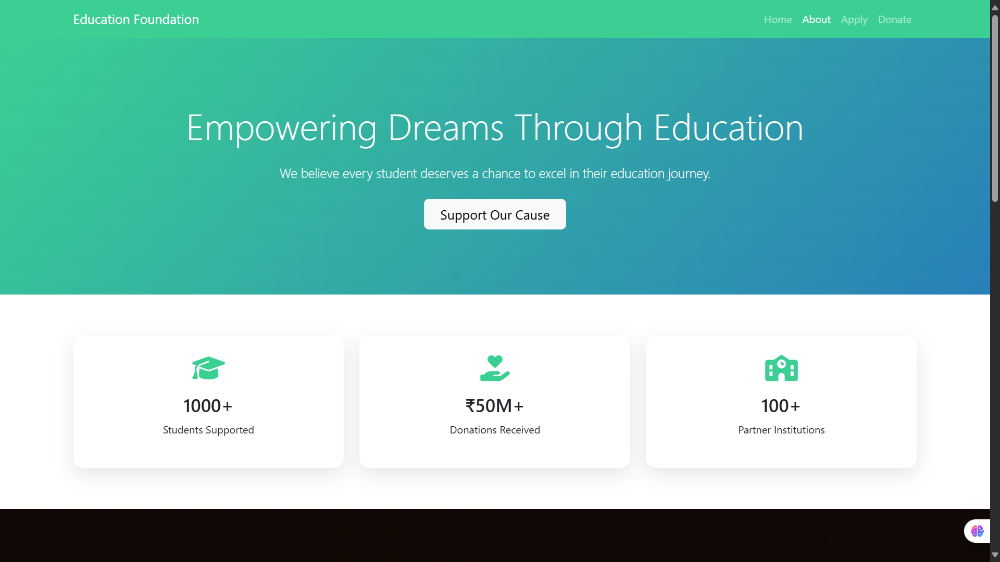 Education Foundation
Home About Apply Donate
Empowering Dreams Through Education
We believe every student deserves a chance to excel in their education journey.
Support Our Cause
1000+
Students Supported
₹50M+
Donations Received
100+
Partner Institutions